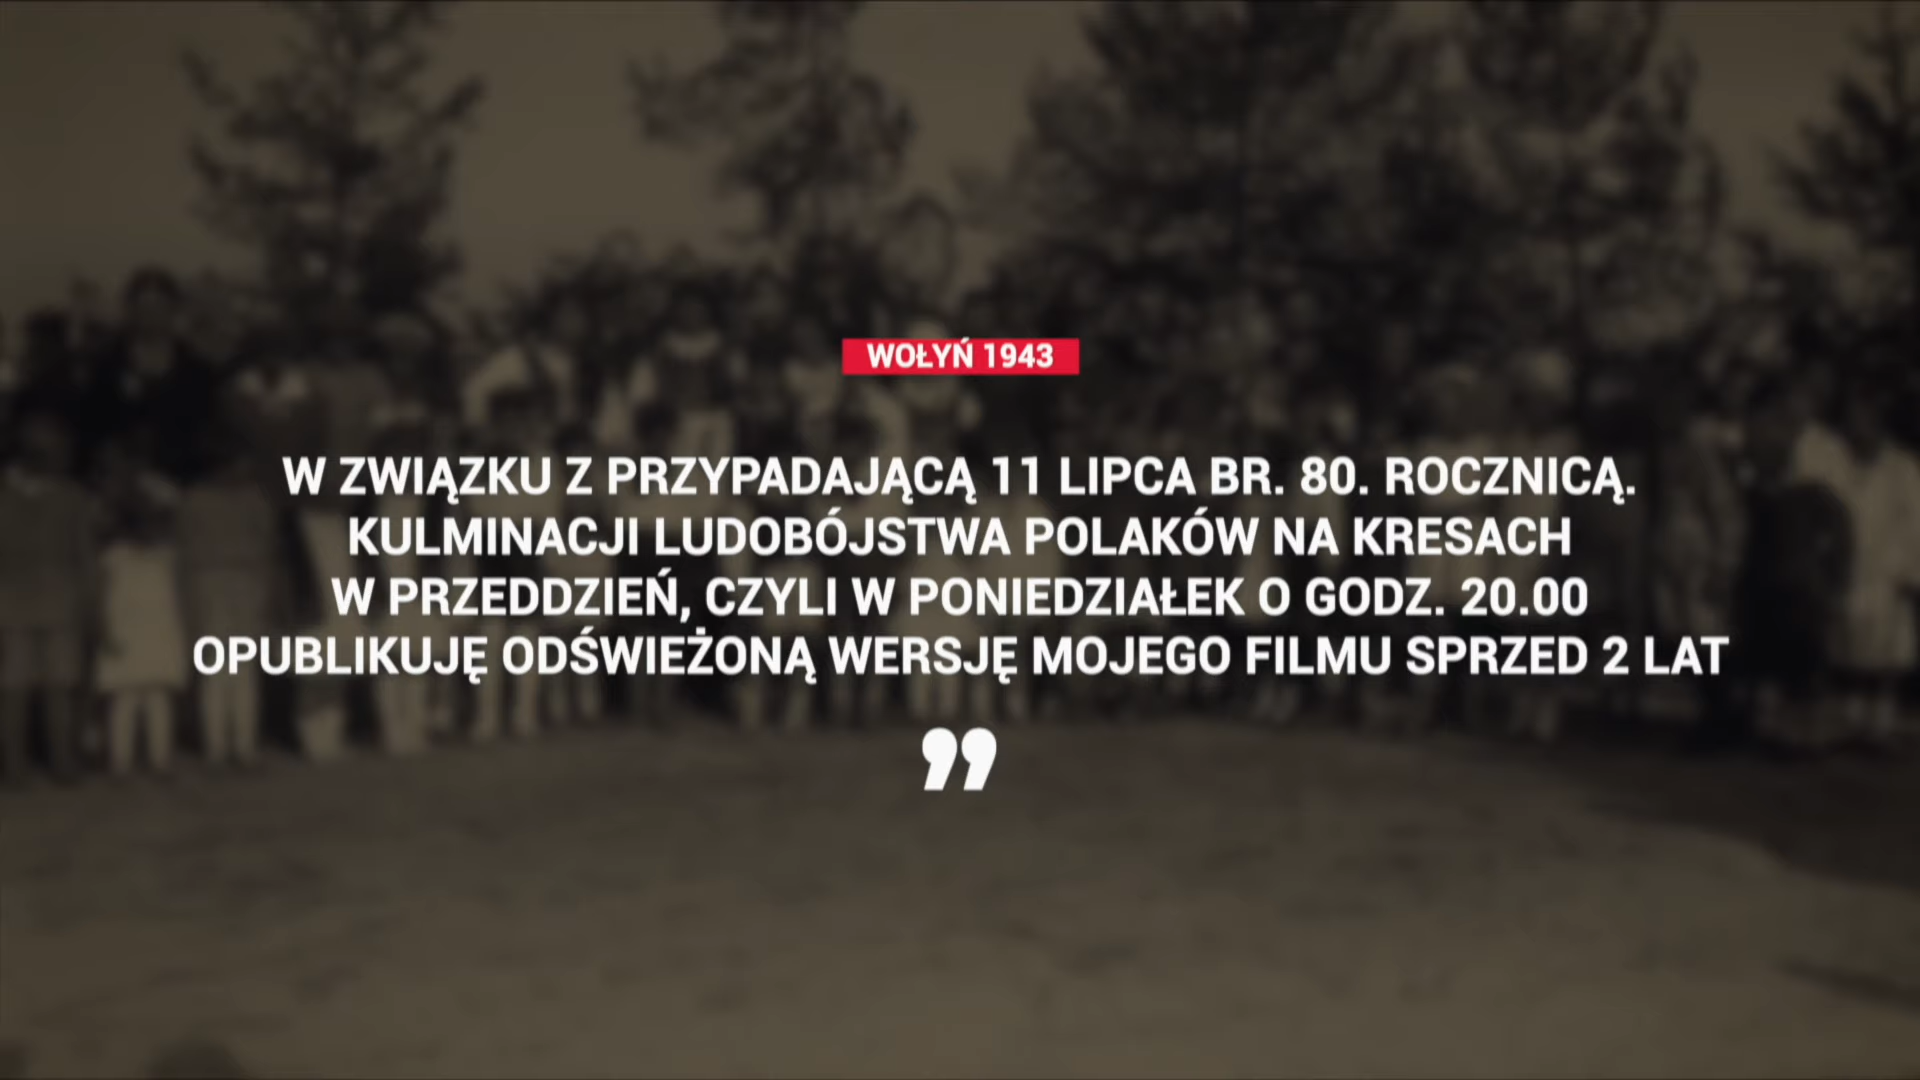 WOŁYŃ 1943
W ZWIĄZKU Z PRZYPADAJĄCĄ 11 LIPCA BR. 80. ROCZNICĄ.
KULMINACJI LUDOBÓJSTWA POLAKÓW NA KRESACH
W PRZEDDZIEŃ, CZYLI W PONIEDZIAŁEK O GODZ. 20.00
OPUBLIKUJĘ ODŚWIEŻONĄ WERSJĘ MOJEGO FILMU SPRZED 2 LAT
”